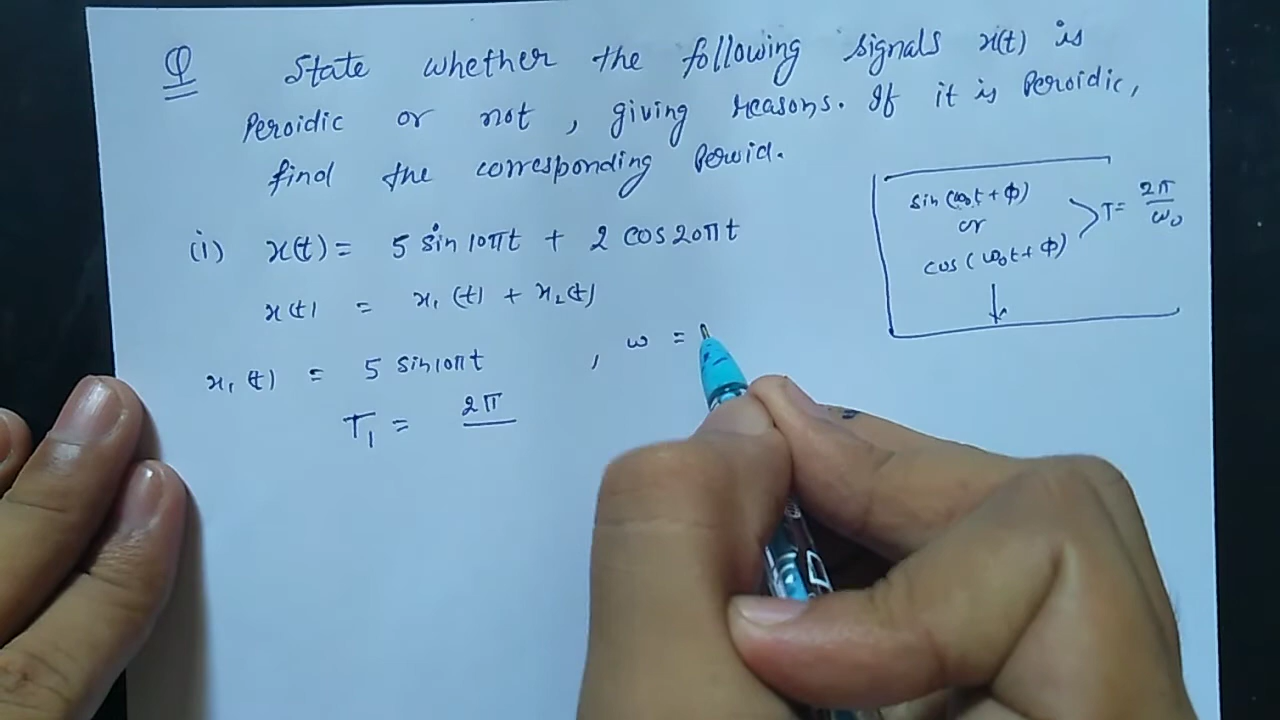 Q State whether the following signals x(t) is
Peroidic or not, giving reasons. If it is Peroidic,
find the corresponding Period.
(i) x(t) = 5 sin 10πt + 2 cos 20πt
x(t) = x₁(t) + x₂(t)
x₁(t) = 5 sin 10πt , ω =
T₁ = 2π
sin(ω₀t + ϕ)
or
cos(ω₀t + ϕ)
T = 2π/ω₀